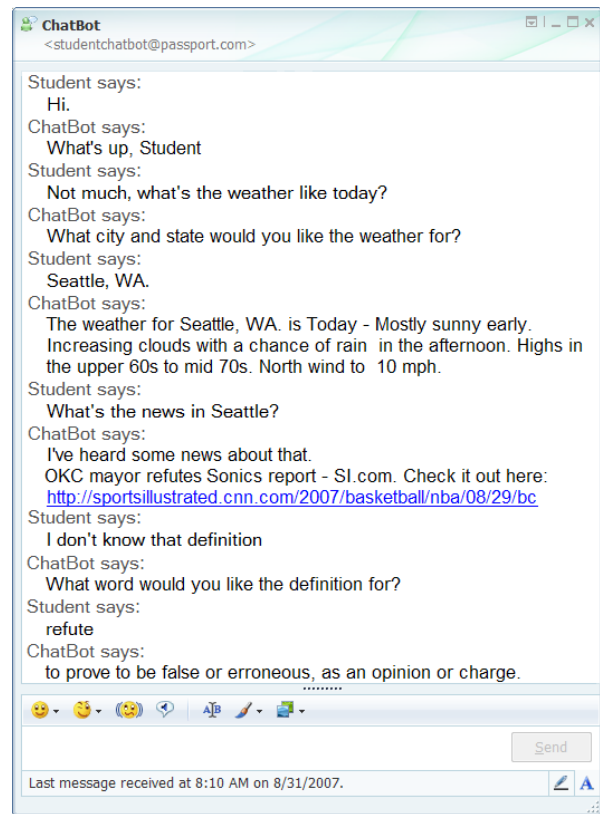 ChatBot
<studentchatbot@passport.com>
Student says:
Hi.
ChatBot says:
What's up, Student
Student says:
Not much, what's the weather like today?
ChatBot says:
What city and state would you like the weather for?
Student says:
Seattle, WA.
ChatBot says:
The weather for Seattle, WA. is Today - Mostly sunny early.
Increasing clouds with a chance of rain  in the afternoon. Highs in
the upper 60s to mid 70s. North wind to  10 mph.
Student says:
What's the news in Seattle?
ChatBot says:
I've heard some news about that.
OKC mayor refutes Sonics report - SI.com. Check it out here:
http://sportsillustrated.cnn.com/2007/basketball/nba/08/29/bc
Student says:
I don't know that definition
ChatBot says:
What word would you like the definition for?
Student says:
refute
ChatBot says:
to prove to be false or erroneous, as an opinion or charge.
Send
Last message received at 8:10 AM on 8/31/2007.